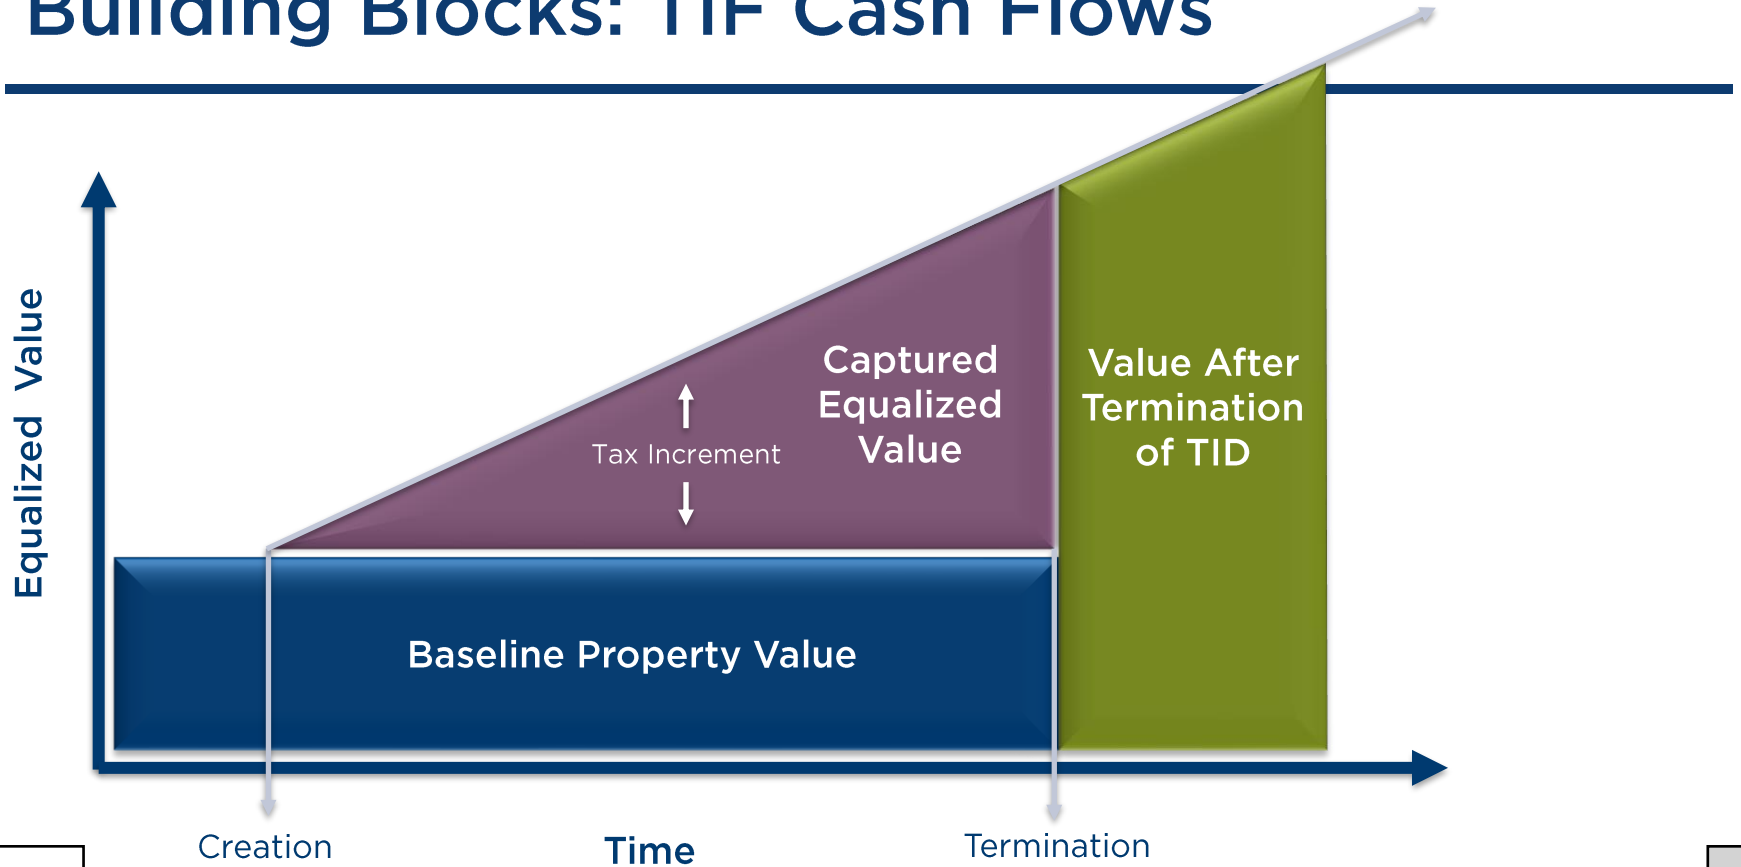 Building Blocks: TIF Cash Flows
Equalized Value
Captured
Equalized
Value
Tax Increment
Value After
Termination
of TID
Baseline Property Value
Creation
Time
Termination